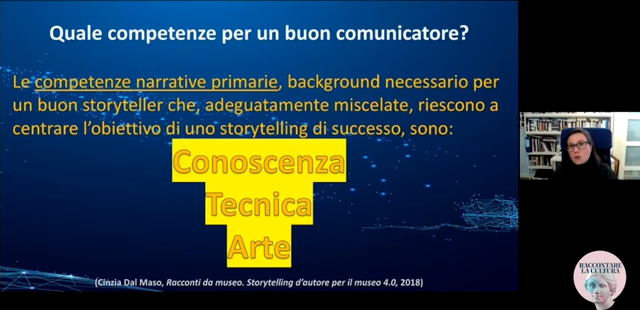 Quale competenze per un buon comunicatore?
Le competenze narrative primarie, background necessario per
un buon storyteller che, adeguatamente miscelate, riescono a
centrare l'obiettivo di uno storytelling di successo, sono:
Conoscenza
Tecnica
Arte
(Cinzia Dal Maso, Racconti da museo. Storytelling d'autore per il museo 4.0, 2018)
RACCONTARE
LA CULTURA